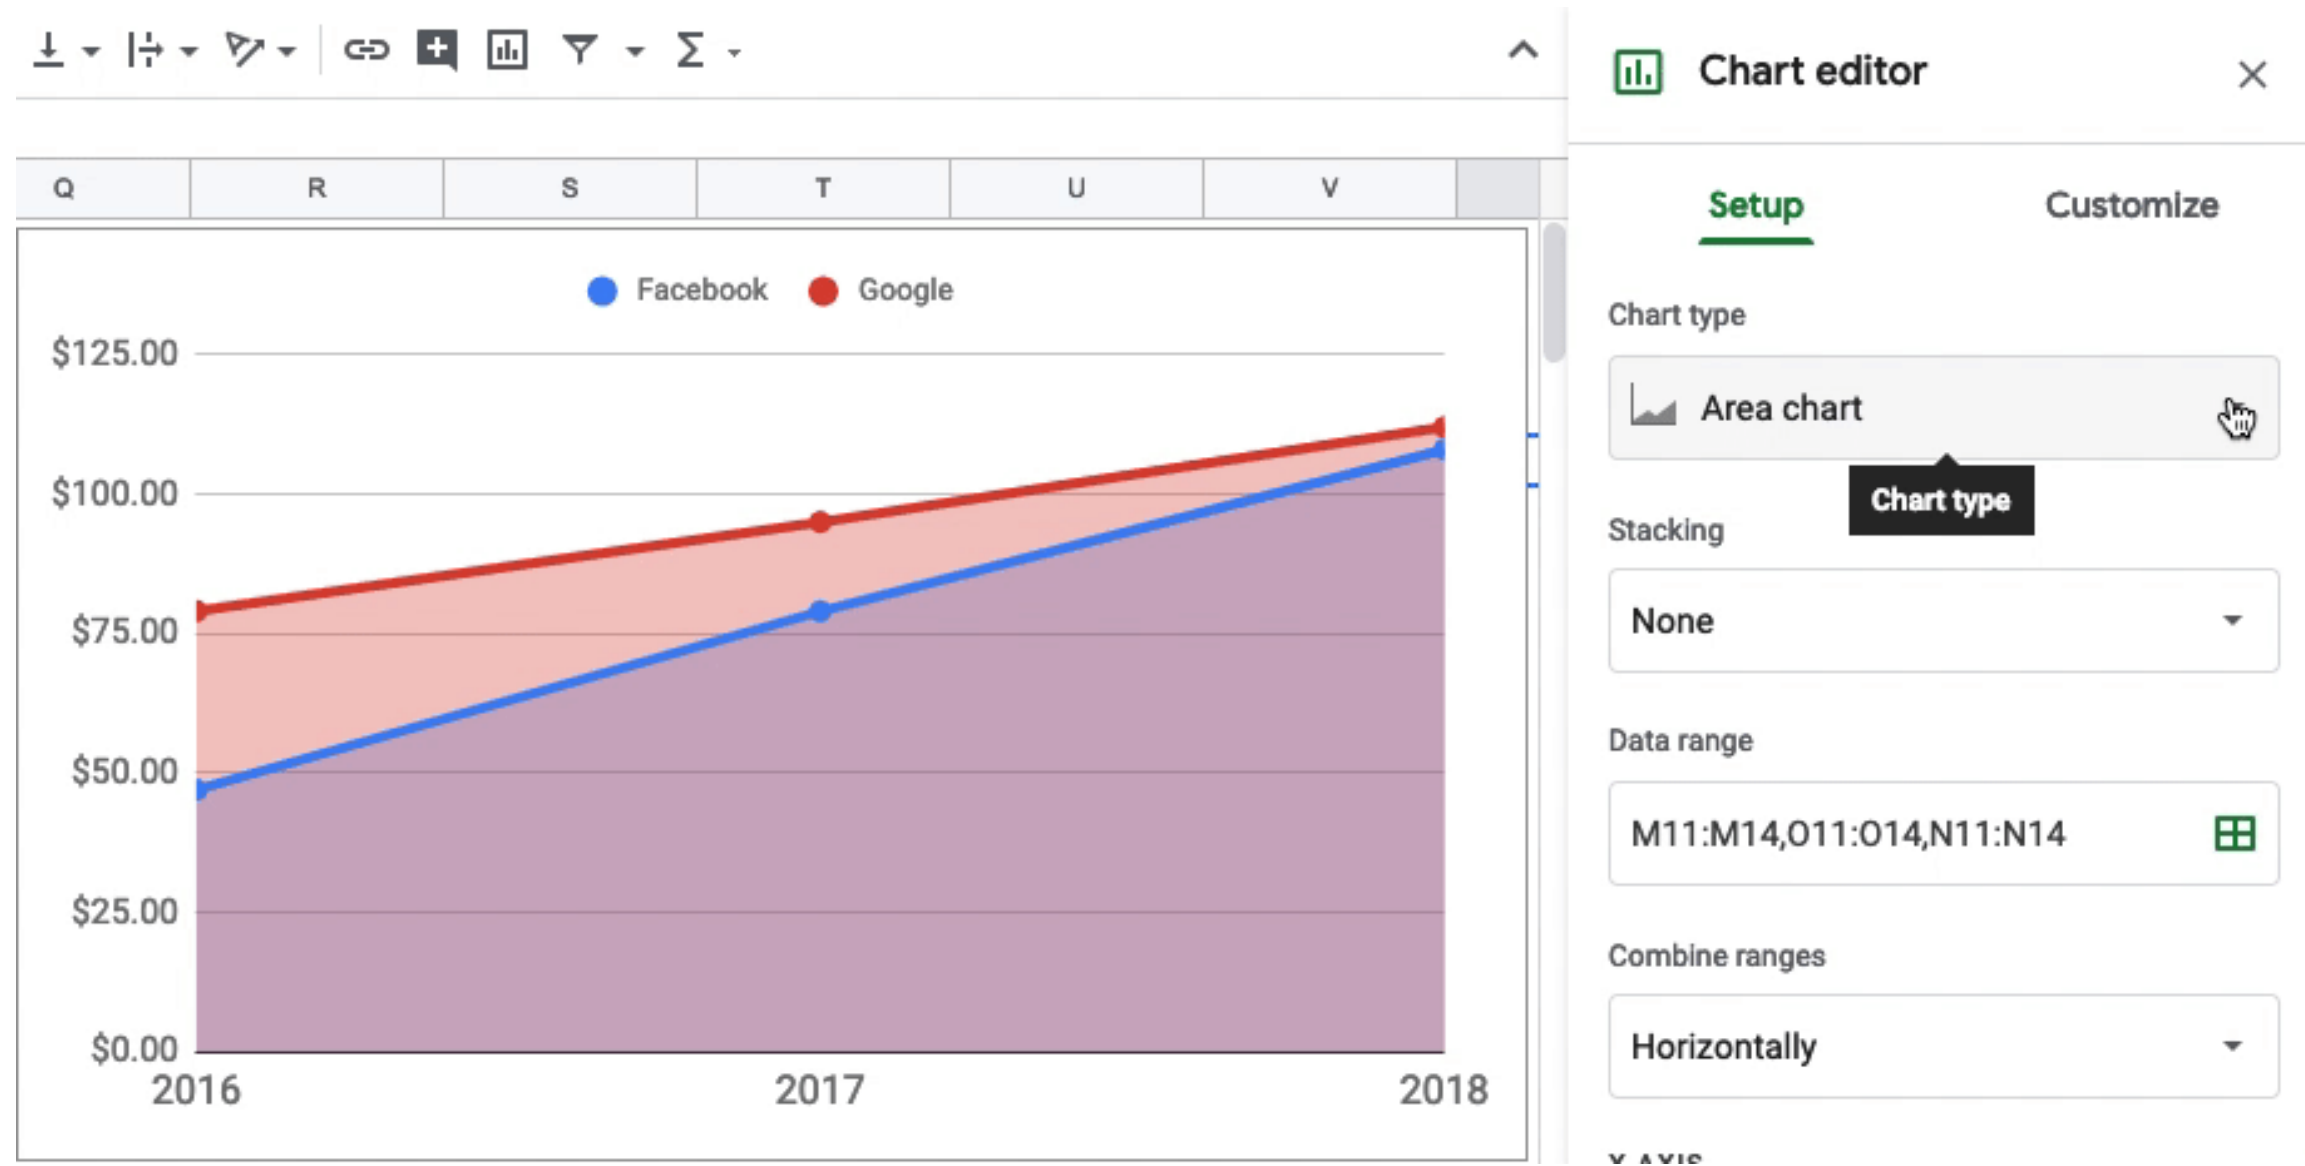 Chart editor
Q R S T U V
Setup Customize
Facebook Google
Chart type
$125.00
Area chart
$100.00
Chart type
Stacking
$75.00
None
$50.00
Data range
M11:M14,O11:O14,N11:N14
$25.00
Combine ranges
$0.00
Horizontally
2016 2017 2018
X-AXIS